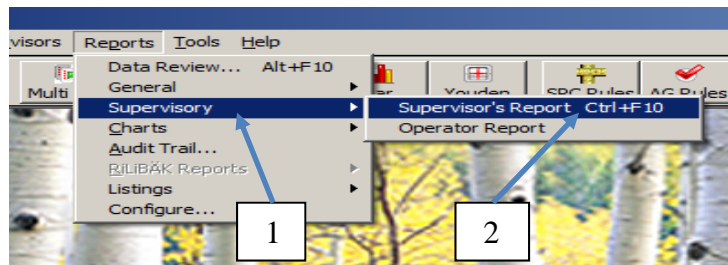 visors Reports Tools Help
Data Review... Alt+F10
General
Multi Youden SPC Rules AG Rules
Supervisory
Supervisor's Report Ctrl+F10
Charts
Operator Report
Audit Trail...
RiLiBÄK Reports
Listings
Configure...
1
2